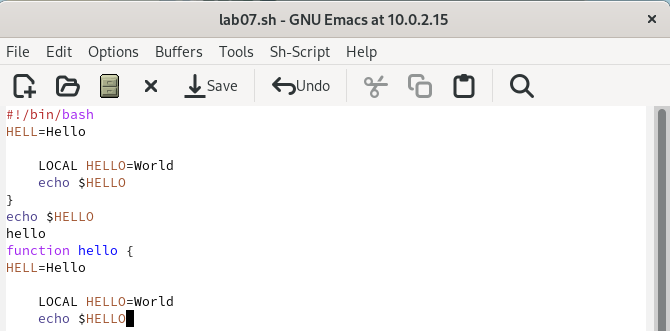 lab07.sh - GNU Emacs at 10.0.2.15
File Edit Options Buffers Tools Sh-Script Help
Save Undo
#!/bin/bash
HELL=Hello
LOCAL HELLO=World
echo $HELLO
}
echo $HELLO
hello
function hello {
HELL=Hello
LOCAL HELLO=World
echo $HELLO